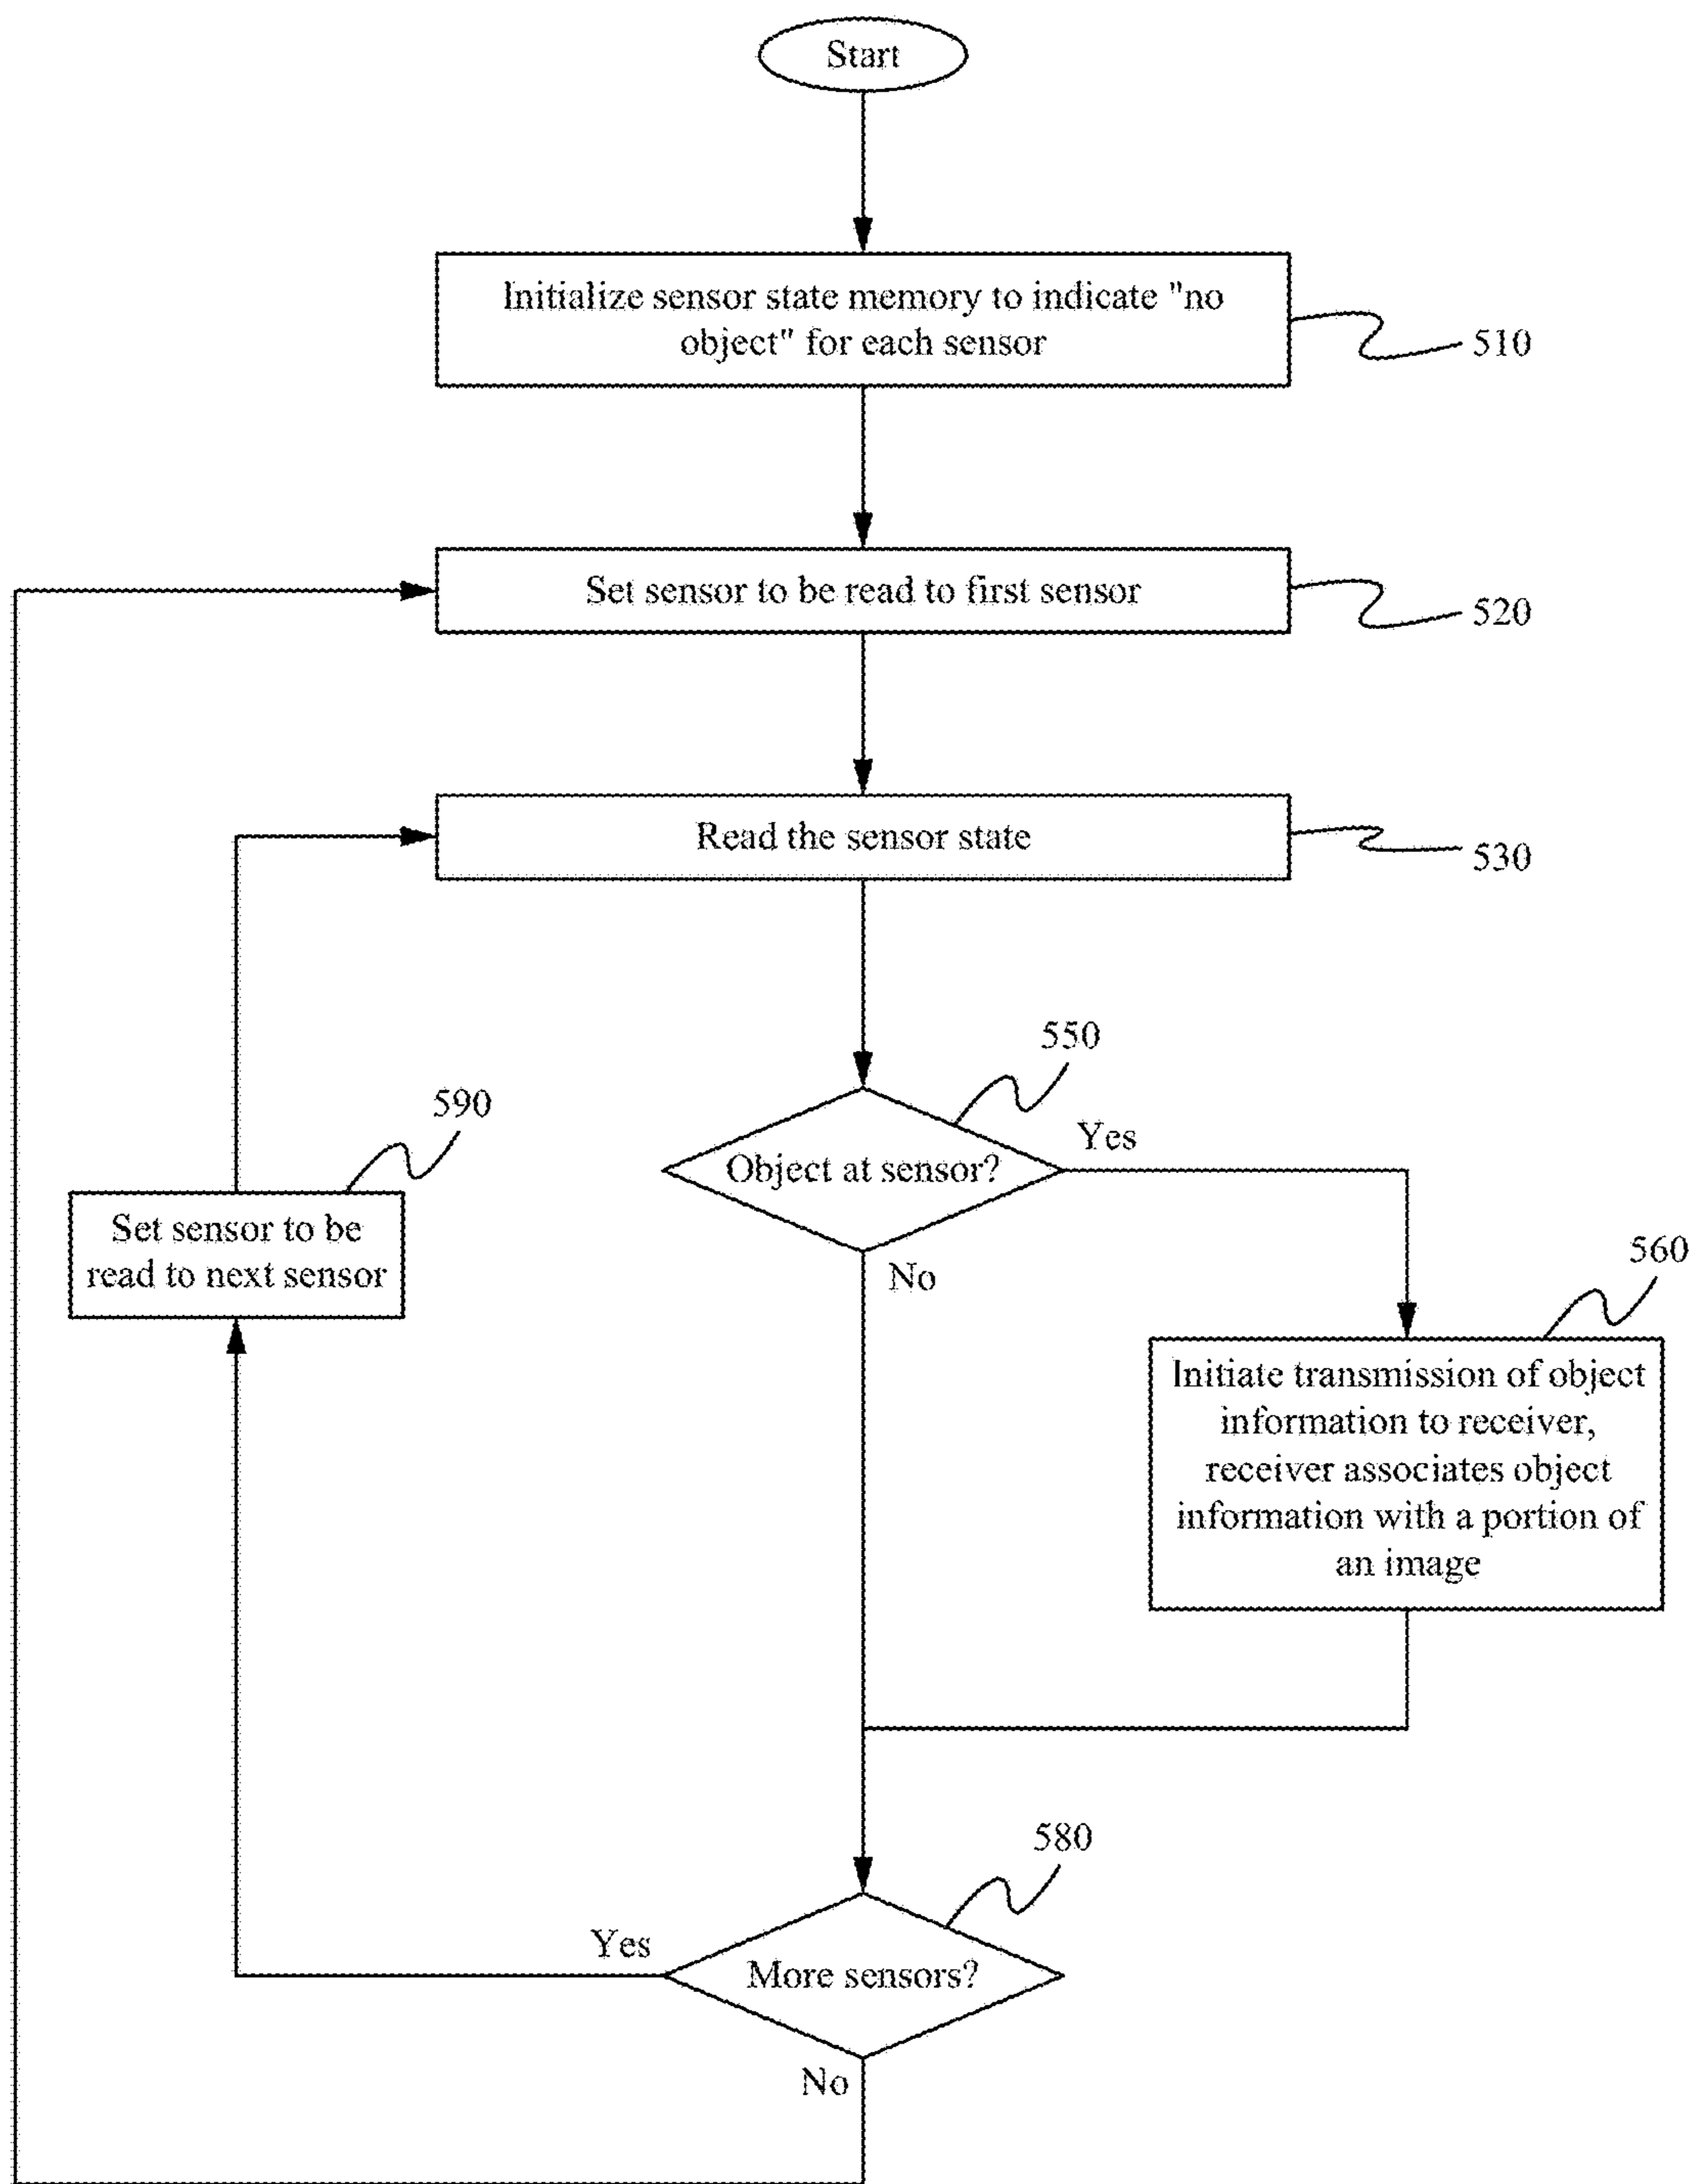 Start
Initialize sensor state memory to indicate "no
object" for each sensor
510
Set sensor to be read to first sensor
520
Read the sensor state
530
550
Object at sensor?
Yes
No
590
Set sensor to be
read to next sensor
560
Initiate transmission of object
information to receiver,
receiver associates object
information with a portion of
an image
580
More sensors?
Yes
No